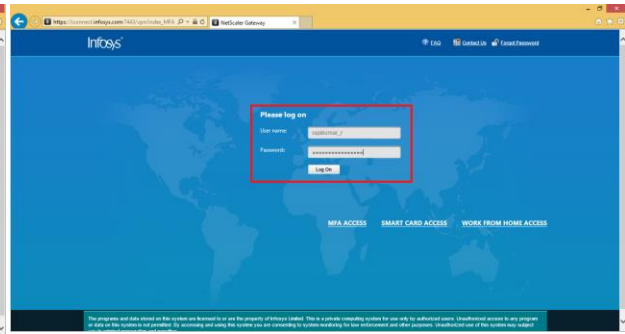 https://connect.infosys.com:7443/vpn/index_MFA
NetScaler Gateway
Infosys
FAQ Contact Us Forgot Password
Please log on
User name:
Password:
Log On
MFA ACCESS SMART CARD ACCESS WORK FROM HOME ACCESS
The programs and data stored on this system are licensed to or are the property of Infosys Limited. This is a private computing system for use only by authorized users. Unauthorized access to any program
or data on this system is not permitted. By accessing and using this system you are consenting to system monitoring for law enforcement and other purposes. Unauthorized use of this system may subject